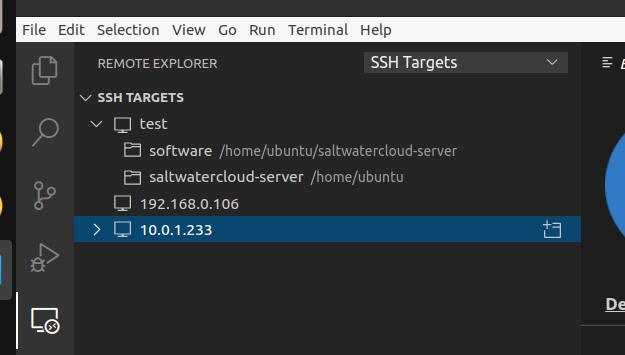 File Edit Selection View Go Run Terminal Help
REMOTE EXPLORER SSH Targets
SSH TARGETS
test
software /home/ubuntu/saltwatercloud-server
saltwatercloud-server /home/ubuntu
192.168.0.106
10.0.1.233
De